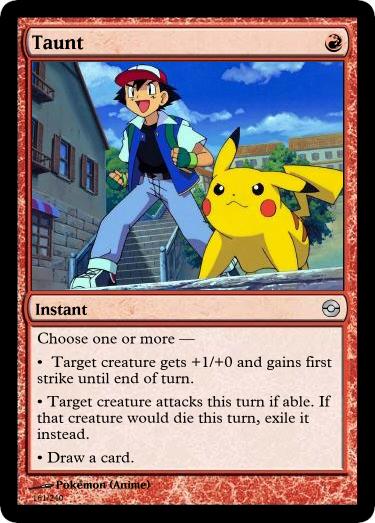 Taunt
Instant
Choose one or more —
• Target creature gets +1/+0 and gains first
strike until end of turn.
• Target creature attacks this turn if able. If
that creature would die this turn, exile it
instead.
• Draw a card.
Pokémon (Anime)
161/240